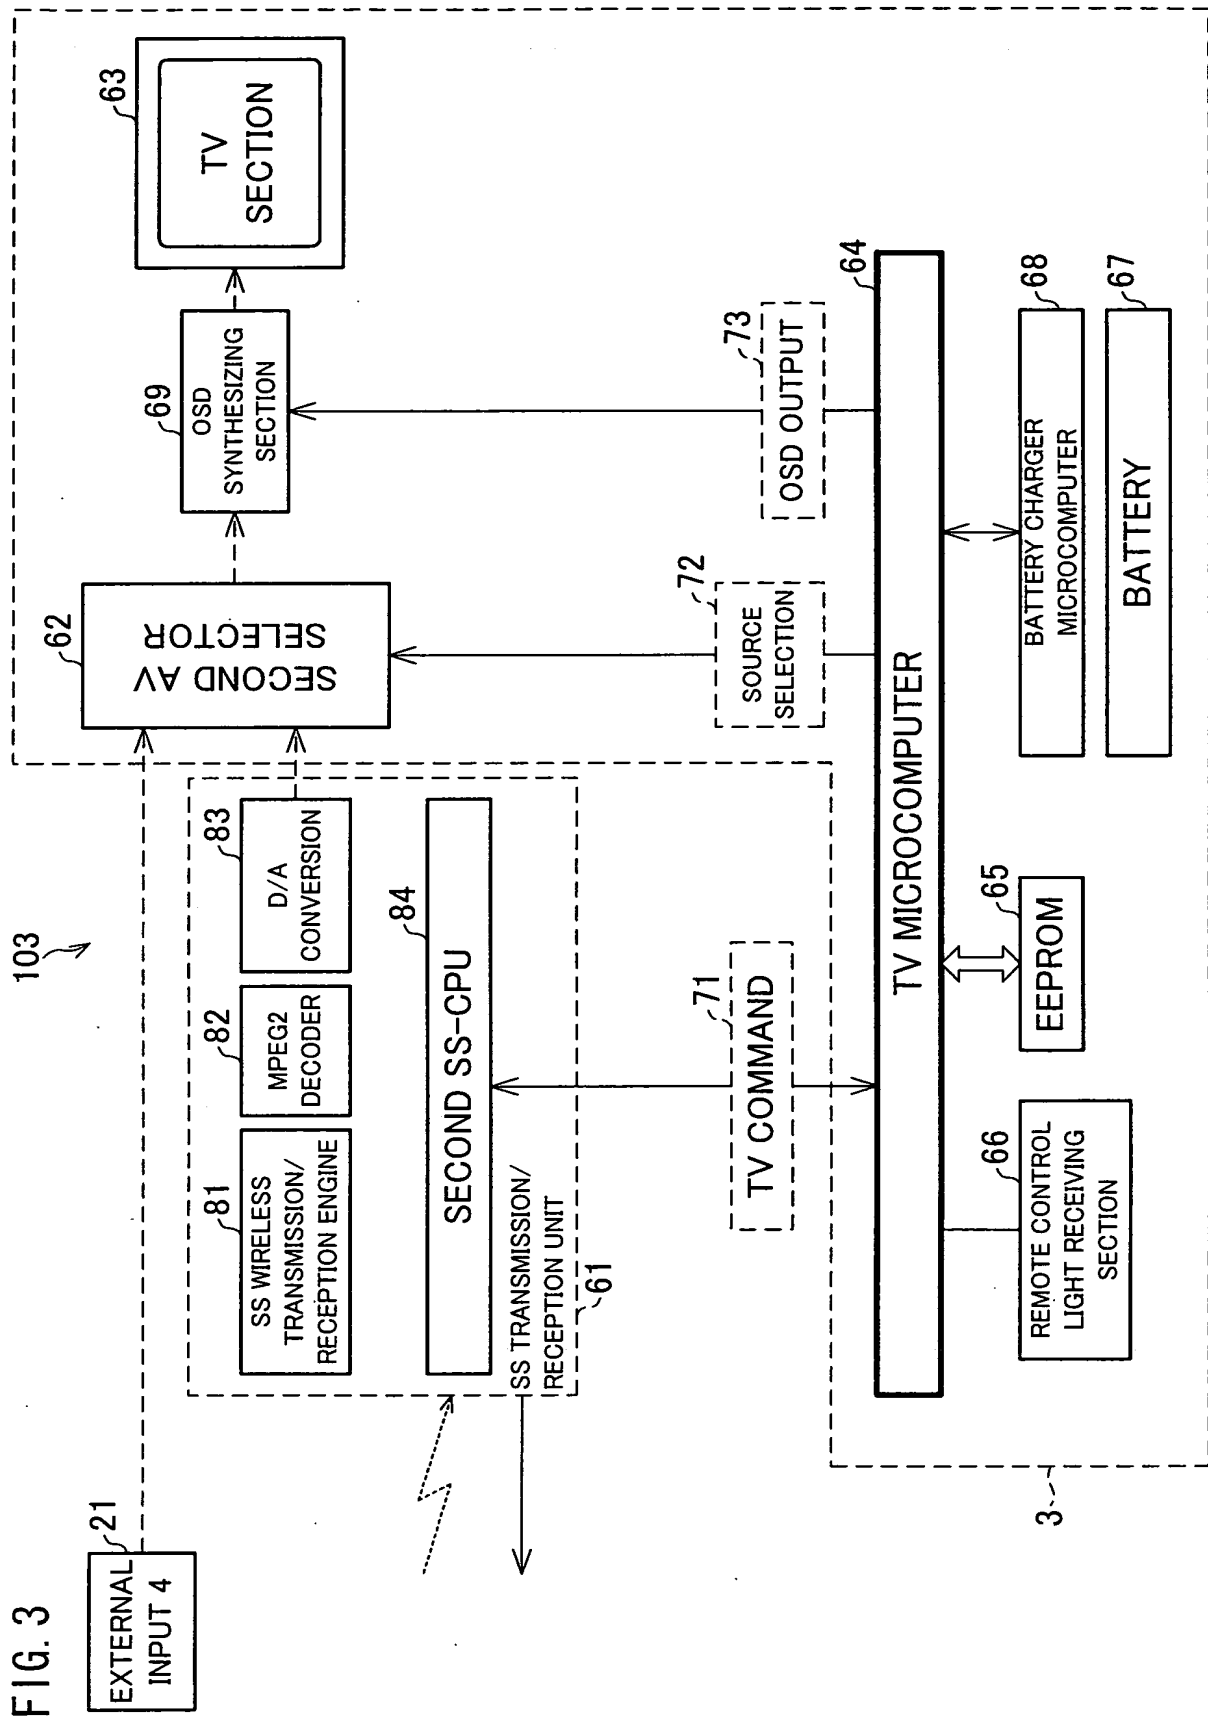 FIG. 3
103
EXTERNAL
INPUT 4
21
SS WIRELESS
TRANSMISSION/
RECEPTION ENGINE
81
MPEG2
DECODER
82
D/A
CONVERSION
83
SECOND SS-CPU
84
SS TRANSMISSION/
RECEPTION UNIT
61
SECOND AV
SELECTOR
62
OSD
SYNTHESIZING
SECTION
69
TV
SECTION
63
TV COMMAND
71
SOURCE
SELECTION
72
OSD OUTPUT
73
TV MICROCOMPUTER
64
REMOTE CONTROL
LIGHT RECEIVING
SECTION
66
EEPROM
65
BATTERY CHARGER
MICROCOMPUTER
68
BATTERY
67
3